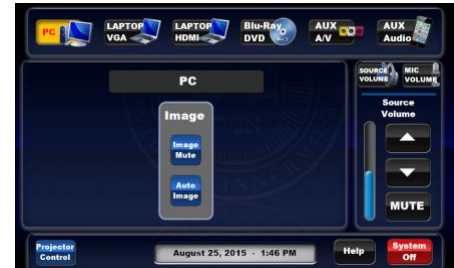 PC
LAPTOP
VGA
LAPTOP
HDMI
Blu-Ray
DVD
AUX
A/V
AUX
Audio
PC
SOURCE
VOLUME
MIC
VOLUME
Image
Source
Volume
Image
Mute
Auto
Image
MUTE
Projector
Control
August 25, 2015 - 1:46 PM
Help
System
Off